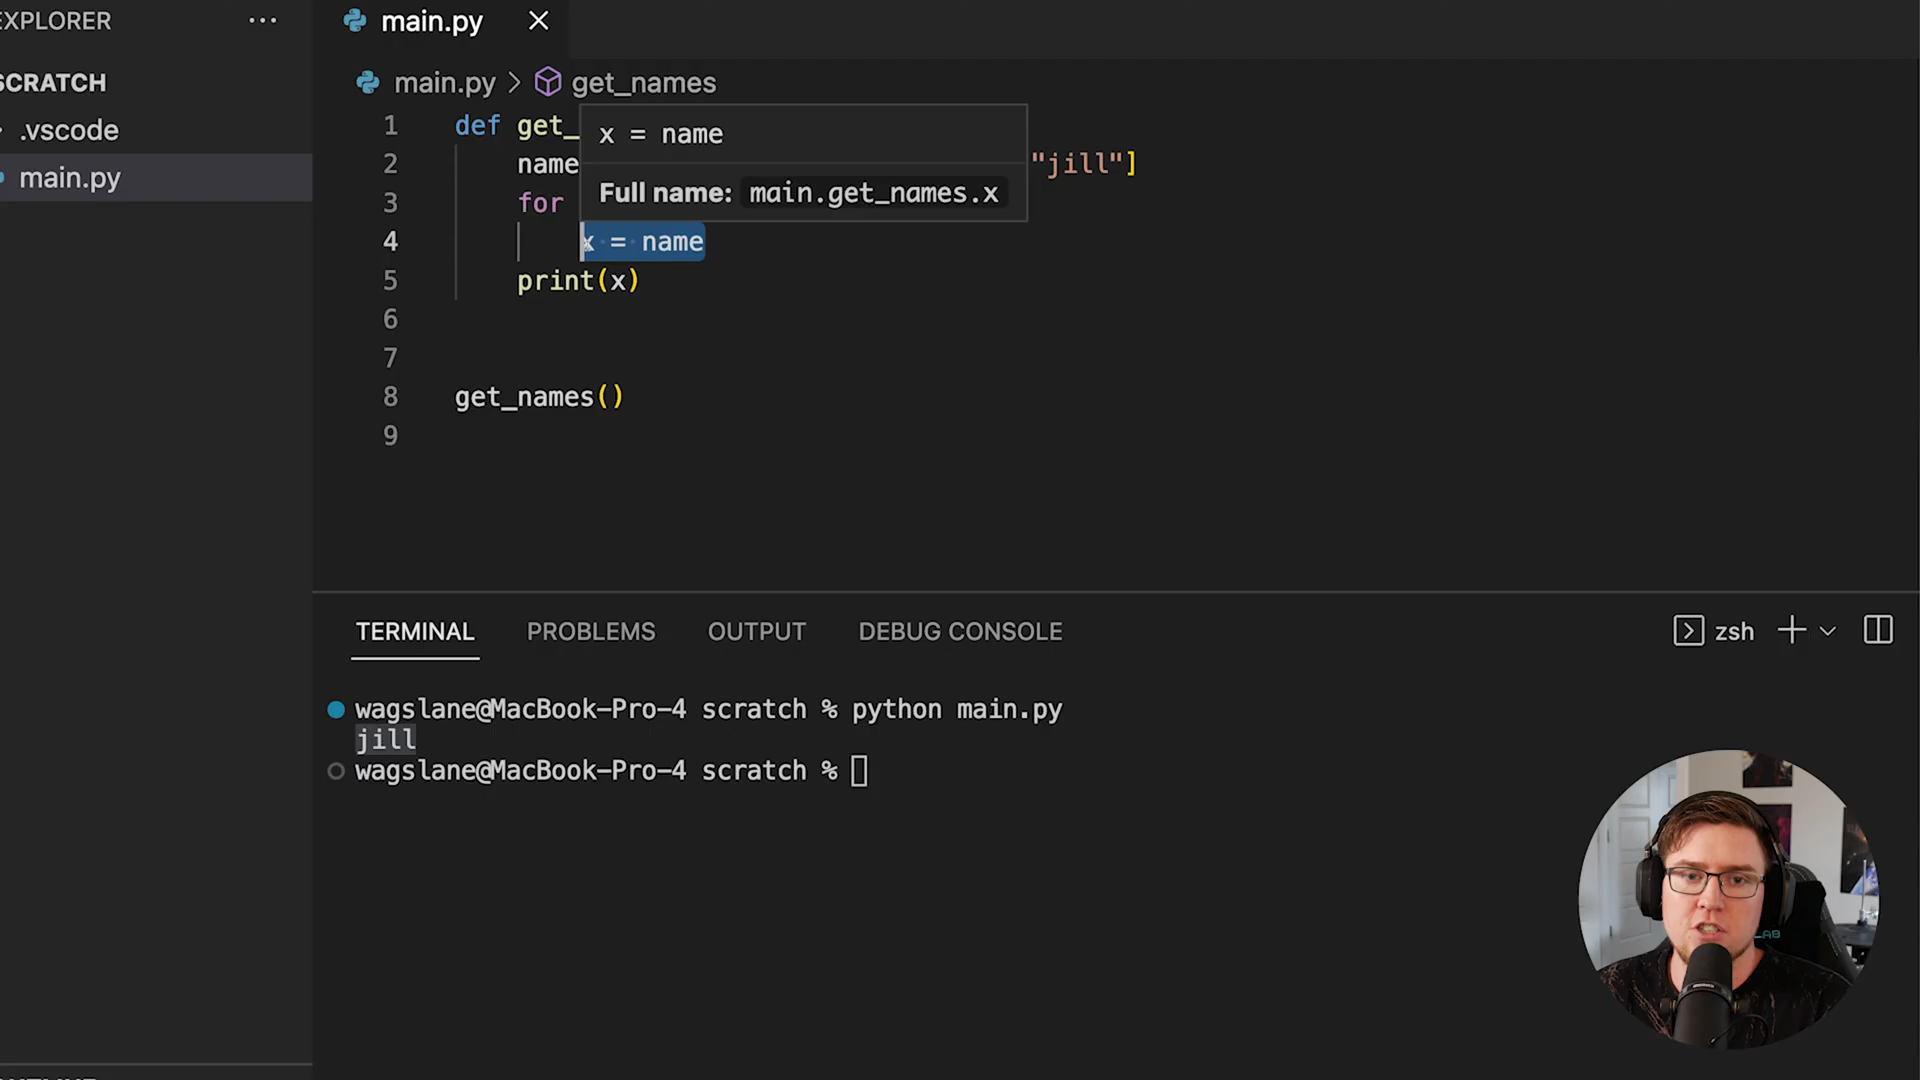 EXPLORER ···
main.py
SCRATCH
.vscode
main.py
main.py > get_names
1 def get_
2 name "jill"]
3 for
4 x = name
5 print(x)
6
7
8 get_names()
9
x = name
Full name: main.get_names.x
TERMINAL PROBLEMS OUTPUT DEBUG CONSOLE
zsh
wagslane@MacBook-Pro-4 scratch % python main.py
jill
wagslane@MacBook-Pro-4 scratch %